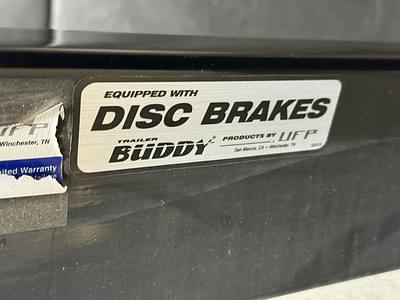 EQUIPPED WITH
DISC BRAKES
TRAILER
BUDDY
PRODUCTS BY UFP
San Marcos, CA • Winchester, TN
UFP
Winchester, TN
ited Warranty